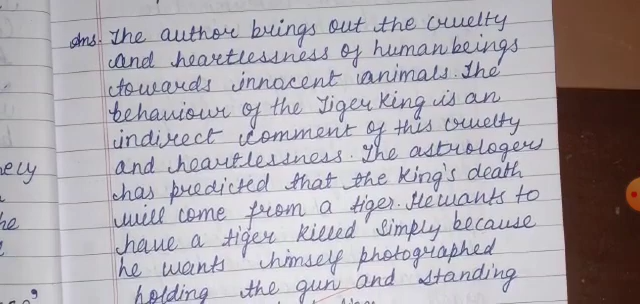 Ans. The author brings out the cruelty
and heartlessness of human beings
towards innocent animals. The
behaviour of the Tiger King is an
indirect comment of this cruelty
and heartlessness. The astrologers
has predicted that the King's death
will come from a tiger. He wants to
have a tiger killed simply because
he wants himself photographed
holding the gun and standing
ecy
he